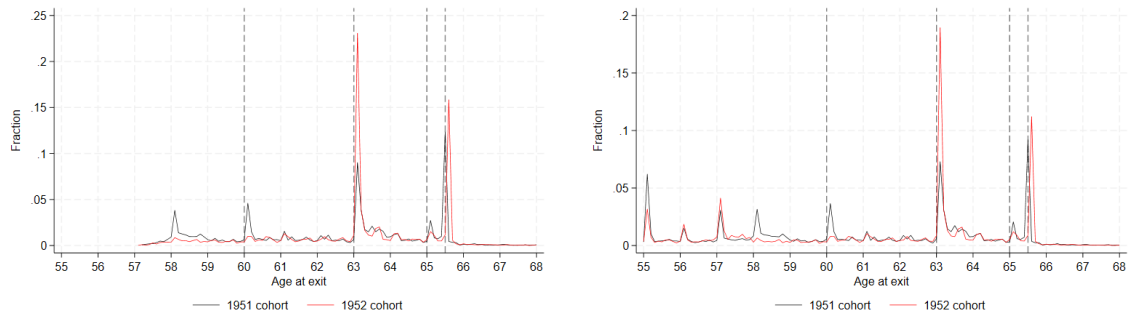 .25
.2
.15
.1
.05
0
Fraction
55 56 57 58 59 60 61 62 63 64 65 66 67 68
Age at exit
1951 cohort 1952 cohort
.2
.15
.1
.05
0
Fraction
55 56 57 58 59 60 61 62 63 64 65 66 67 68
Age at exit
1951 cohort 1952 cohort